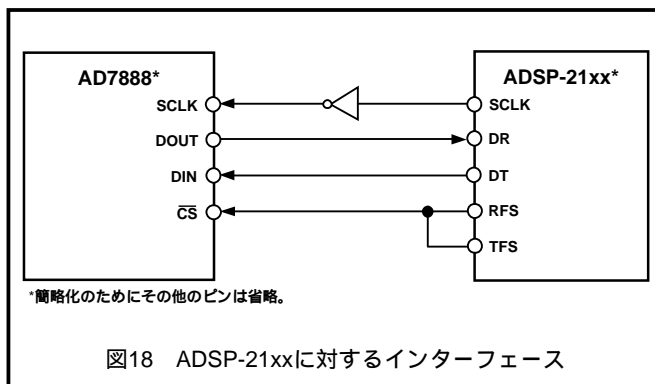 AD7888*
ADSP-21xx*
SCLK
SCLK
DOUT
DR
DIN
DT
CS
RFS
TFS
*簡略化のためにその他のピンは省略。
図18 ADSP-21xxに対するインターフェース